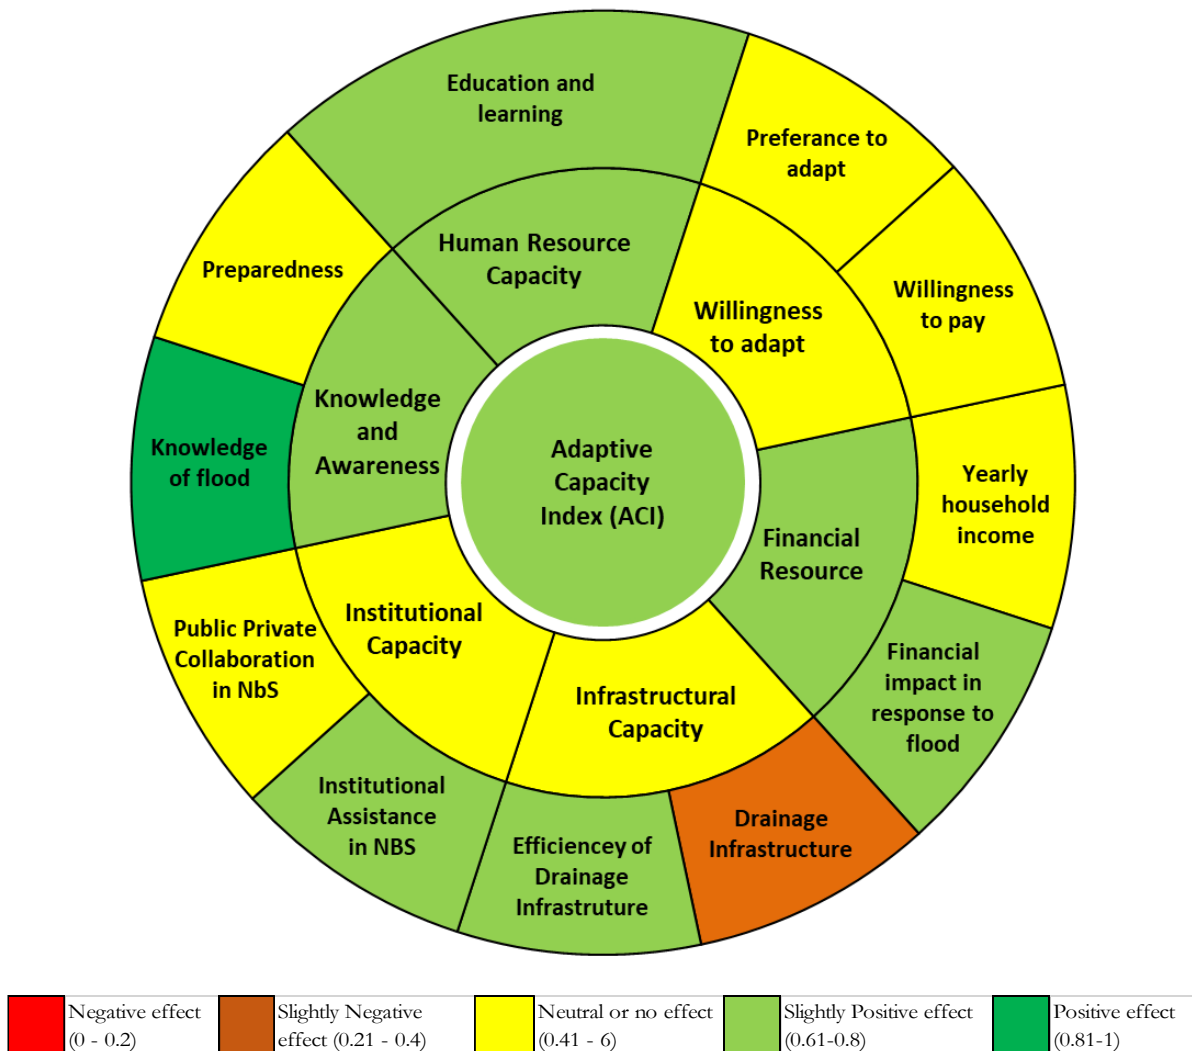 Education and
learning
Preferance to
adapt
Human Resource
Capacity
Preparedness
Willingness
to pay
Willingness
to adapt
Knowledge
and
Awareness
Knowledge
of flood
Adaptive
Capacity
Index (ACI)
Yearly
household
income
Financial
Resource
Institutional
Capacity
Public Private
Collaboration
in NbS
Financial
impact in
response to
flood
Infrastructural
Capacity
Institutional
Assistance
in NBS
Drainage
Infrastructure
Efficiencey of
Drainage
Infrastruture
Negative effect
(0 - 0.2)
Slightly Negative
effect (0.21 - 0.4)
Neutral or no effect
(0.41 - 6)
Slightly Positive effect
(0.61-0.8)
Positive effect
(0.81-1)